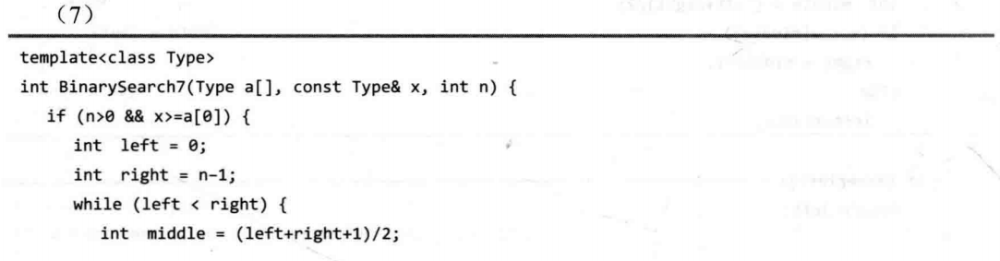 （7）
template<class Type>
int BinarySearch7(Type a[], const Type& x, int n) {
   if (n>0 && x>=a[0]) {
      int  left = 0;
      int  right = n-1;
      while (left < right) {
         int  middle = (left+right+1)/2;